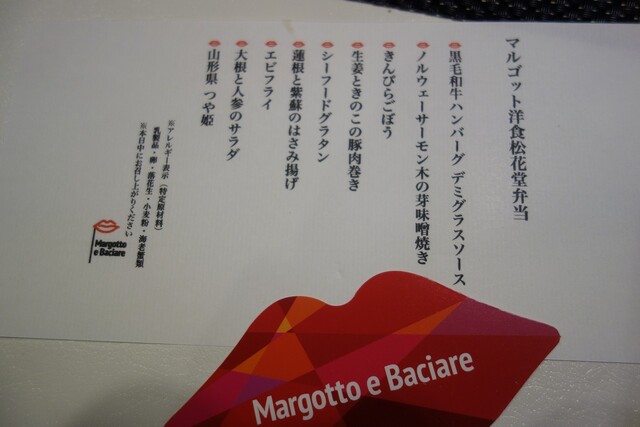 マルゴット洋食松花堂弁当
黒毛和牛ハンバーグ デミグラスソース
ノルウェーサーモン木の芽味噌焼き
きんぴらごぼう
生姜ときのこの豚肉巻き
シーフードグラタン
蓮根と紫蘇のはさみ揚げ
エビフライ
大根と人参のサラダ
山形県 つや姫
※アレルギー表示（特定原材料）
乳製品・卵・落花生・小麦粉・海老蟹類
※本日中にお召し上がりください
Margotto
e Baciare
Margotto e Baciare